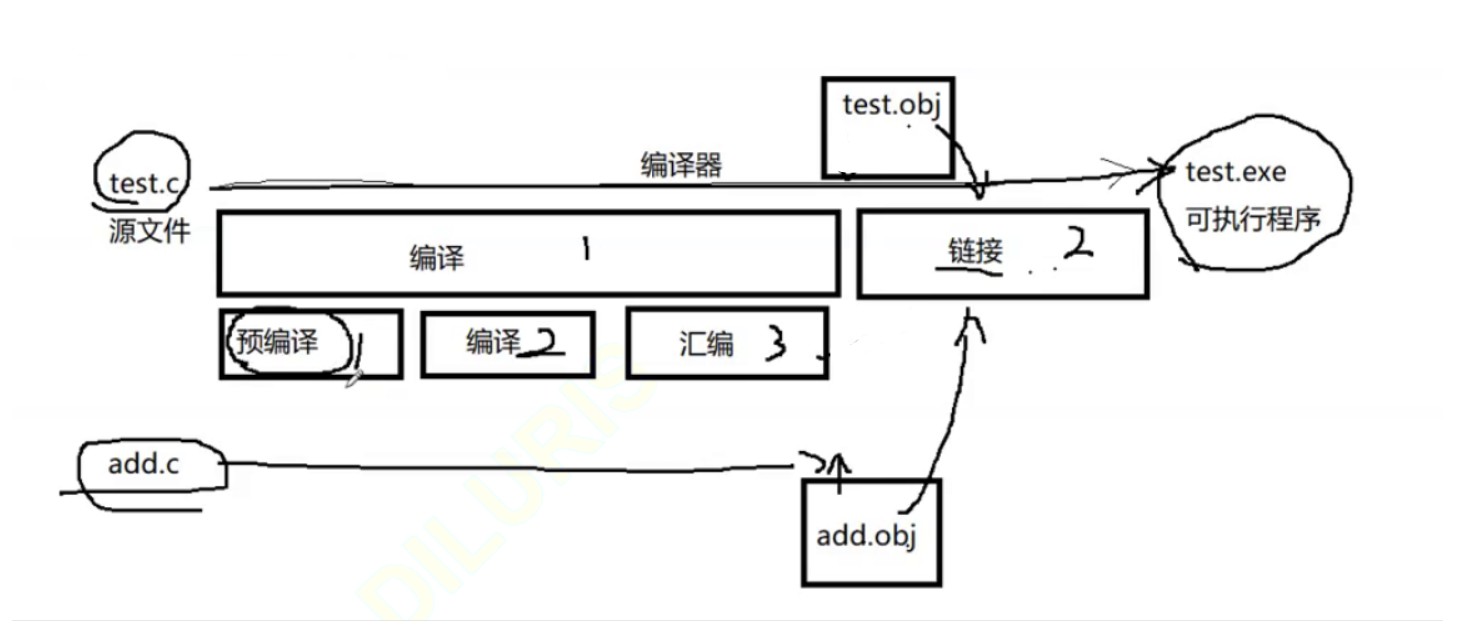 test.obj
编译器
test.c
源文件
test.exe
可执行程序
编译 1
链接 2
预编译 1
编译 2
汇编 3
add.c
add.obj
DILURIS